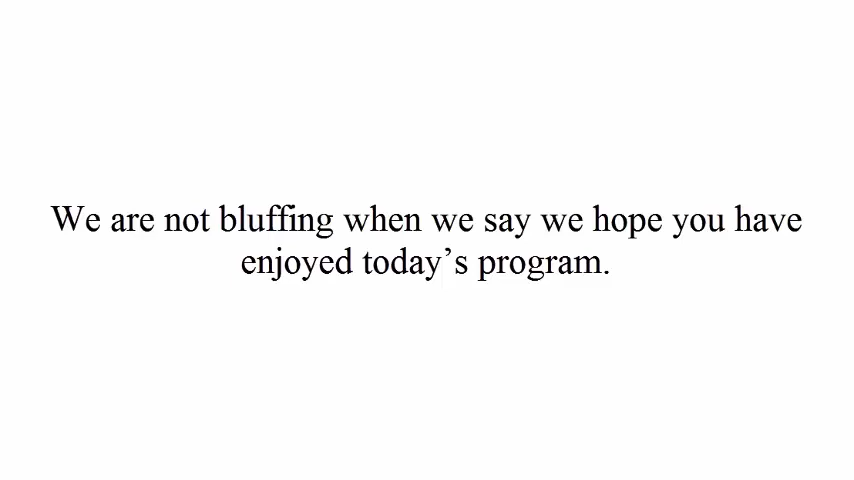 We are not bluffing when we say we hope you have
enjoyed today’s program.